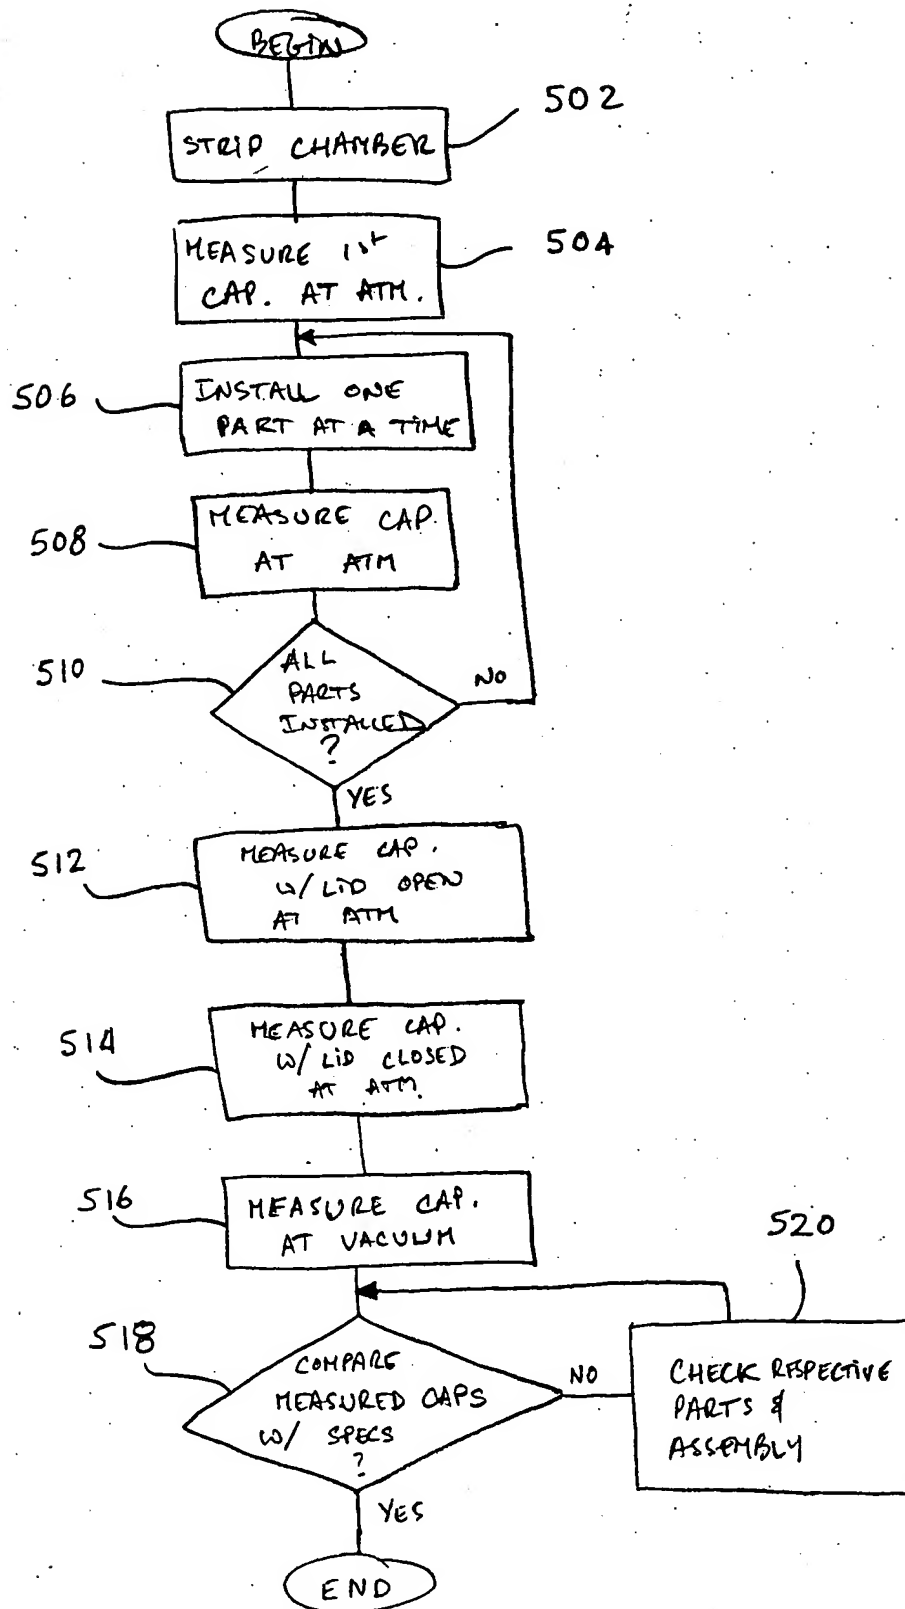 BEGIN
502
STRIP CHAMBER
504
MEASURE 1st
CAP. AT ATM.
506
INSTALL ONE
PART AT A TIME
508
MEASURE CAP.
AT ATM
510
ALL
PARTS
INSTALLED
?
NO
YES
512
MEASURE CAP.
W/ LID OPEN
AT ATM
514
MEASURE CAP.
W/ LID CLOSED
AT ATM.
516
MEASURE CAP.
AT VACUUM
520
518
COMPARE
MEASURED CAPS
W/ SPECS
?
NO
CHECK RESPECTIVE
PARTS &
ASSEMBLY
YES
END